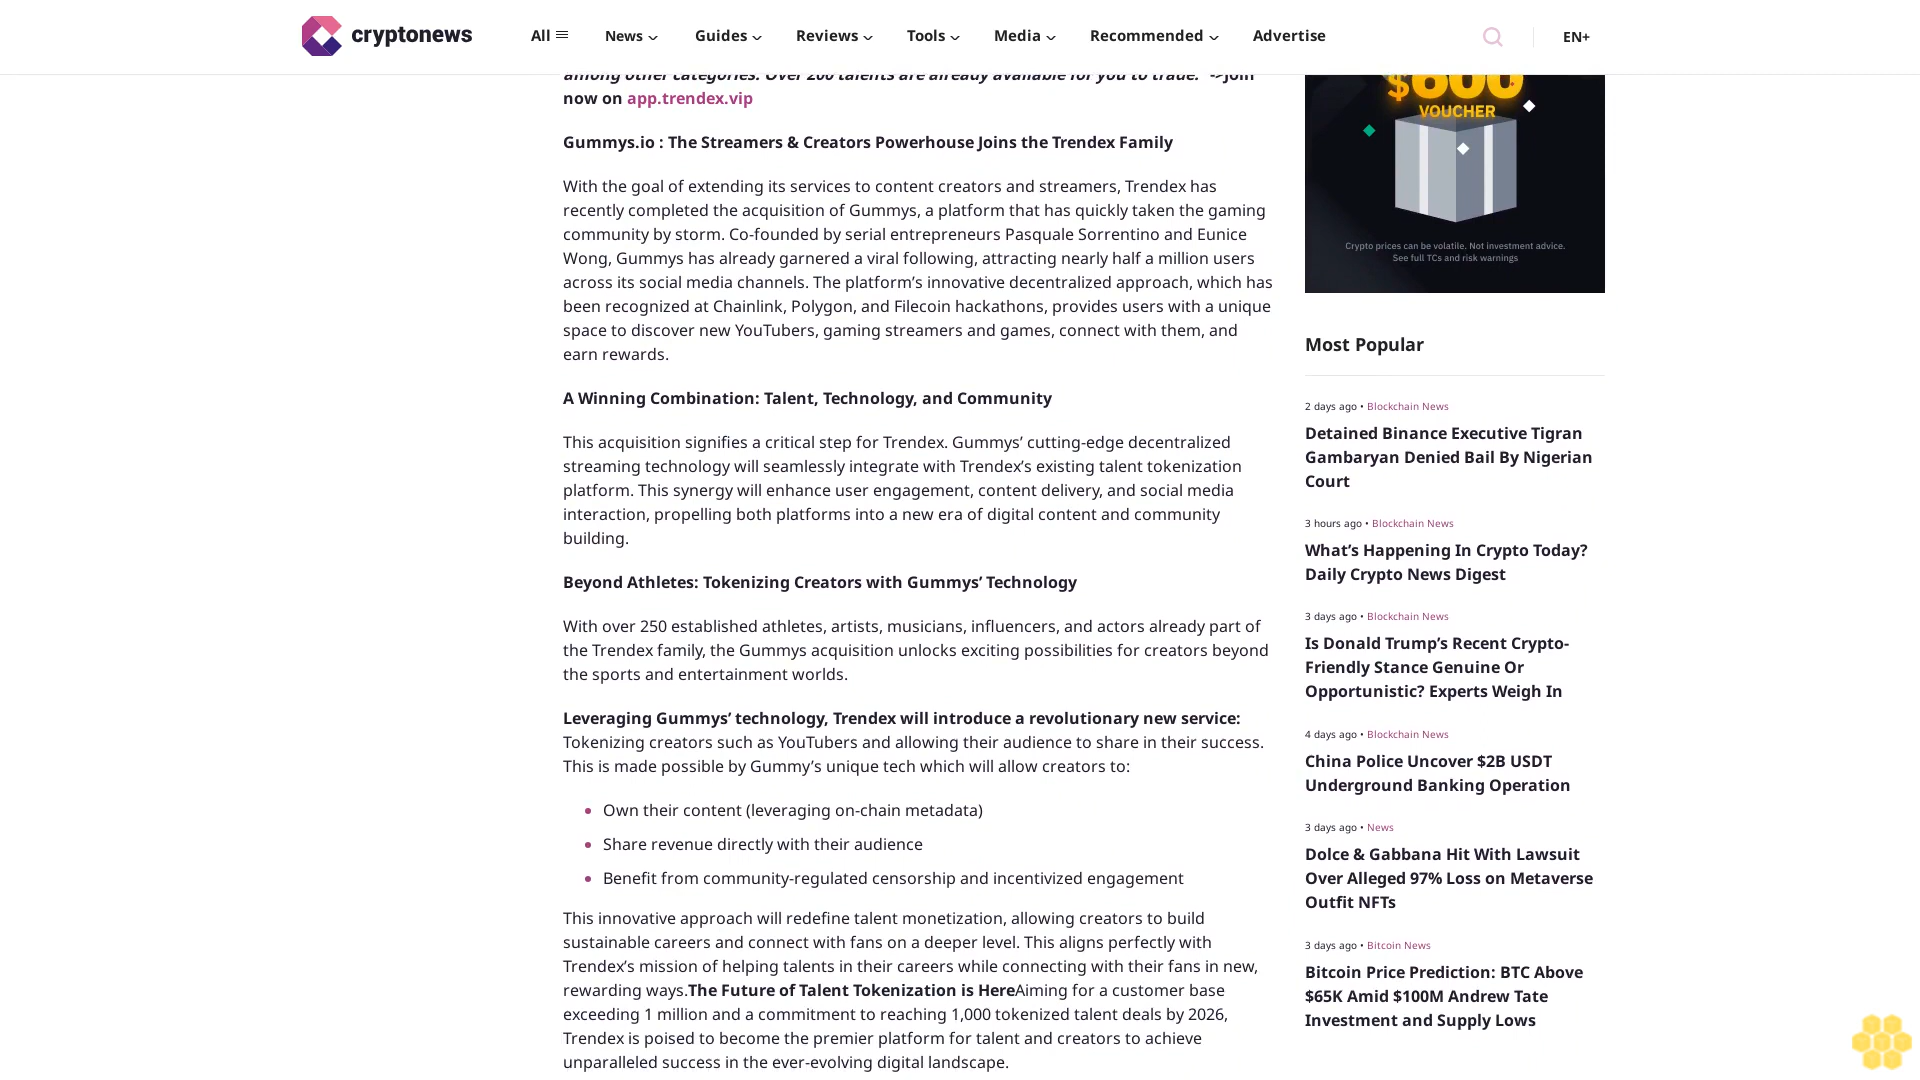 cryptonews
All
News
Guides
Reviews
Tools
Media
Recommended
Advertise
EN+
among other categories. Over 200 talents are already available for you to trade." ->Join
now on app.trendex.vip
Gummys.io : The Streamers & Creators Powerhouse Joins the Trendex Family
With the goal of extending its services to content creators and streamers, Trendex has
recently completed the acquisition of Gummys, a platform that has quickly taken the gaming
community by storm. Co-founded by serial entrepreneurs Pasquale Sorrentino and Eunice
Wong, Gummys has already garnered a viral following, attracting nearly half a million users
across its social media channels. The platform’s innovative decentralized approach, which has
been recognized at Chainlink, Polygon, and Filecoin hackathons, provides users with a unique
space to discover new YouTubers, gaming streamers and games, connect with them, and
earn rewards.
A Winning Combination: Talent, Technology, and Community
This acquisition signifies a critical step for Trendex. Gummys’ cutting-edge decentralized
streaming technology will seamlessly integrate with Trendex’s existing talent tokenization
platform. This synergy will enhance user engagement, content delivery, and social media
interaction, propelling both platforms into a new era of digital content and community
building.
Beyond Athletes: Tokenizing Creators with Gummys’ Technology
With over 250 established athletes, artists, musicians, influencers, and actors already part of
the Trendex family, the Gummys acquisition unlocks exciting possibilities for creators beyond
the sports and entertainment worlds.
Leveraging Gummys’ technology, Trendex will introduce a revolutionary new service:
Tokenizing creators such as YouTubers and allowing their audience to share in their success.
This is made possible by Gummy’s unique tech which will allow creators to:
Own their content (leveraging on-chain metadata)
Share revenue directly with their audience
Benefit from community-regulated censorship and incentivized engagement
This innovative approach will redefine talent monetization, allowing creators to build
sustainable careers and connect with fans on a deeper level. This aligns perfectly with
Trendex’s mission of helping talents in their careers while connecting with their fans in new,
rewarding ways.The Future of Talent Tokenization is HereAiming for a customer base
exceeding 1 million and a commitment to reaching 1,000 tokenized talent deals by 2026,
Trendex is poised to become the premier platform for talent and creators to achieve
unparalleled success in the ever-evolving digital landscape.
$600
VOUCHER
Crypto prices can be volatile. Not investment advice.
See full TCs and risk warnings
Most Popular
2 days ago • Blockchain News
Detained Binance Executive Tigran
Gambaryan Denied Bail By Nigerian
Court
3 hours ago • Blockchain News
What’s Happening In Crypto Today?
Daily Crypto News Digest
3 days ago • Blockchain News
Is Donald Trump’s Recent Crypto-
Friendly Stance Genuine Or
Opportunistic? Experts Weigh In
4 days ago • Blockchain News
China Police Uncover $2B USDT
Underground Banking Operation
3 days ago • News
Dolce & Gabbana Hit With Lawsuit
Over Alleged 97% Loss on Metaverse
Outfit NFTs
3 days ago • Bitcoin News
Bitcoin Price Prediction: BTC Above
$65K Amid $100M Andrew Tate
Investment and Supply Lows